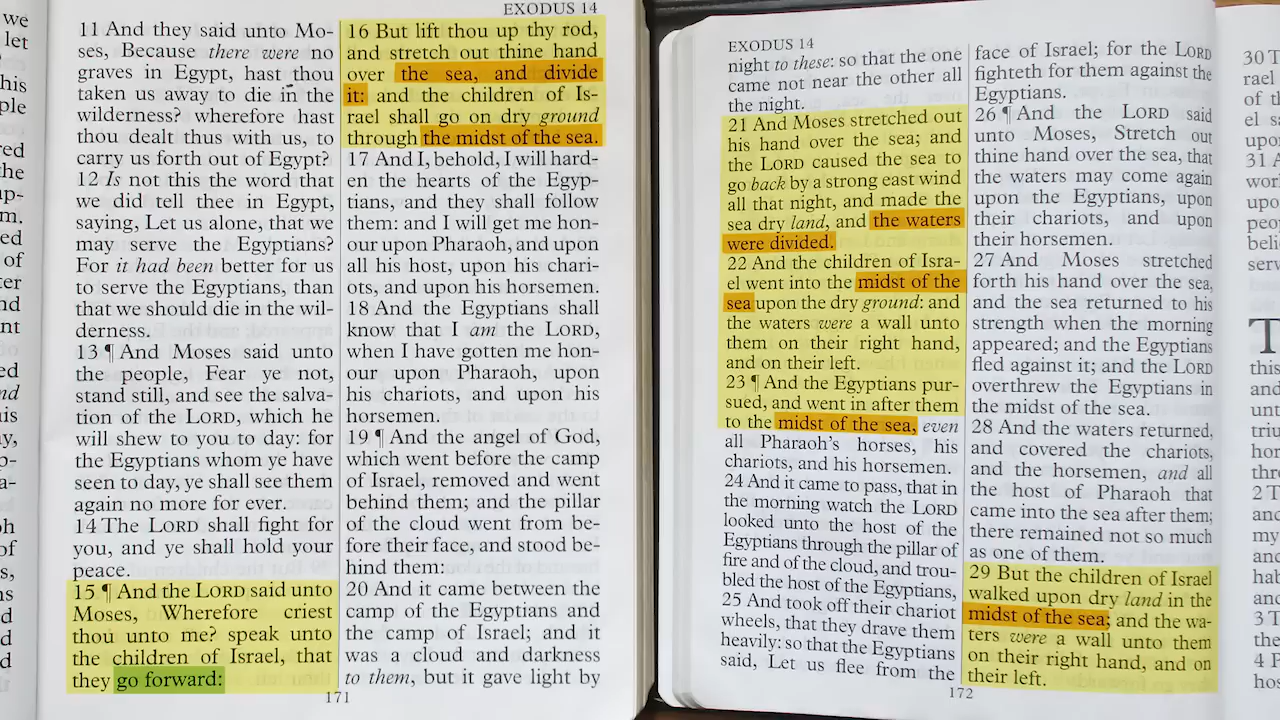 EXODUS 14
11 And they said unto Mo-
ses, Because there were no
graves in Egypt, hast thou
taken us away to die in the
wilderness? wherefore hast
thou dealt thus with us, to
carry us forth out of Egypt?
12 Is not this the word that
we did tell thee in Egypt,
saying, Let us alone, that we
may serve the Egyptians?
For it had been better for us
to serve the Egyptians, than
that we should die in the wil-
derness.
13 ¶ And Moses said unto
the people, Fear ye not,
stand still, and see the salva-
tion of the LORD, which he
will shew to you to day: for
the Egyptians whom ye have
seen to day, ye shall see them
again no more for ever.
14 The LORD shall fight for
you, and ye shall hold your
peace.
15 ¶ And the LORD said unto
Moses, Wherefore criest
thou unto me? speak unto
the children of Israel, that
they go forward:
16 But lift thou up thy rod,
and stretch out thine hand
over the sea, and divide
it: and the children of Is-
rael shall go on dry ground
through the midst of the sea.
17 And I, behold, I will hard-
en the hearts of the Egyp-
tians, and they shall follow
them: and I will get me hon-
our upon Pharaoh, and upon
all his host, upon his chari-
ots, and upon his horsemen.
18 And the Egyptians shall
know that I am the LORD,
when I have gotten me hon-
our upon Pharaoh, upon
his chariots, and upon his
horsemen.
19 ¶ And the angel of God,
which went before the camp
of Israel, removed and went
behind them; and the pillar
of the cloud went from be-
fore their face, and stood be-
hind them:
20 And it came between the
camp of the Egyptians and
the camp of Israel; and it
was a cloud and darkness
to them, but it gave light by
171
EXODUS 14
night to these: so that the one
came not near the other all
the night.
21 And Moses stretched out
his hand over the sea; and
the LORD caused the sea to
go back by a strong east wind
all that night, and made the
sea dry land, and the waters
were divided.
22 And the children of Isra-
el went into the midst of the
sea upon the dry ground: and
the waters were a wall unto
them on their right hand,
and on their left.
23 ¶ And the Egyptians pur-
sued, and went in after them
to the midst of the sea, even
all Pharaoh's horses, his
chariots, and his horsemen.
24 And it came to pass, that in
the morning watch the LORD
looked unto the host of the
Egyptians through the pillar of
fire and of the cloud, and trou-
bled the host of the Egyptians,
25 And took off their chariot
wheels, that they drave them
heavily: so that the Egyptians
said, Let us flee from the
face of Israel; for the LORD
fighteth for them against the
Egyptians.
26 ¶ And the LORD said
unto Moses, Stretch out
thine hand over the sea, that
the waters may come again
upon the Egyptians, upon
their chariots, and upon
their horsemen.
27 And Moses stretched
forth his hand over the sea,
and the sea returned to his
strength when the morning
appeared; and the Egyptians
fled against it; and the LORD
overthrew the Egyptians in
the midst of the sea.
28 And the waters returned,
and covered the chariots,
and the horsemen, and all
the host of Pharaoh that
came into the sea after them;
there remained not so much
as one of them.
29 But the children of Israel
walked upon dry land in the
midst of the sea; and the wa-
ters were a wall unto them
on their right hand, and on
their left.
172